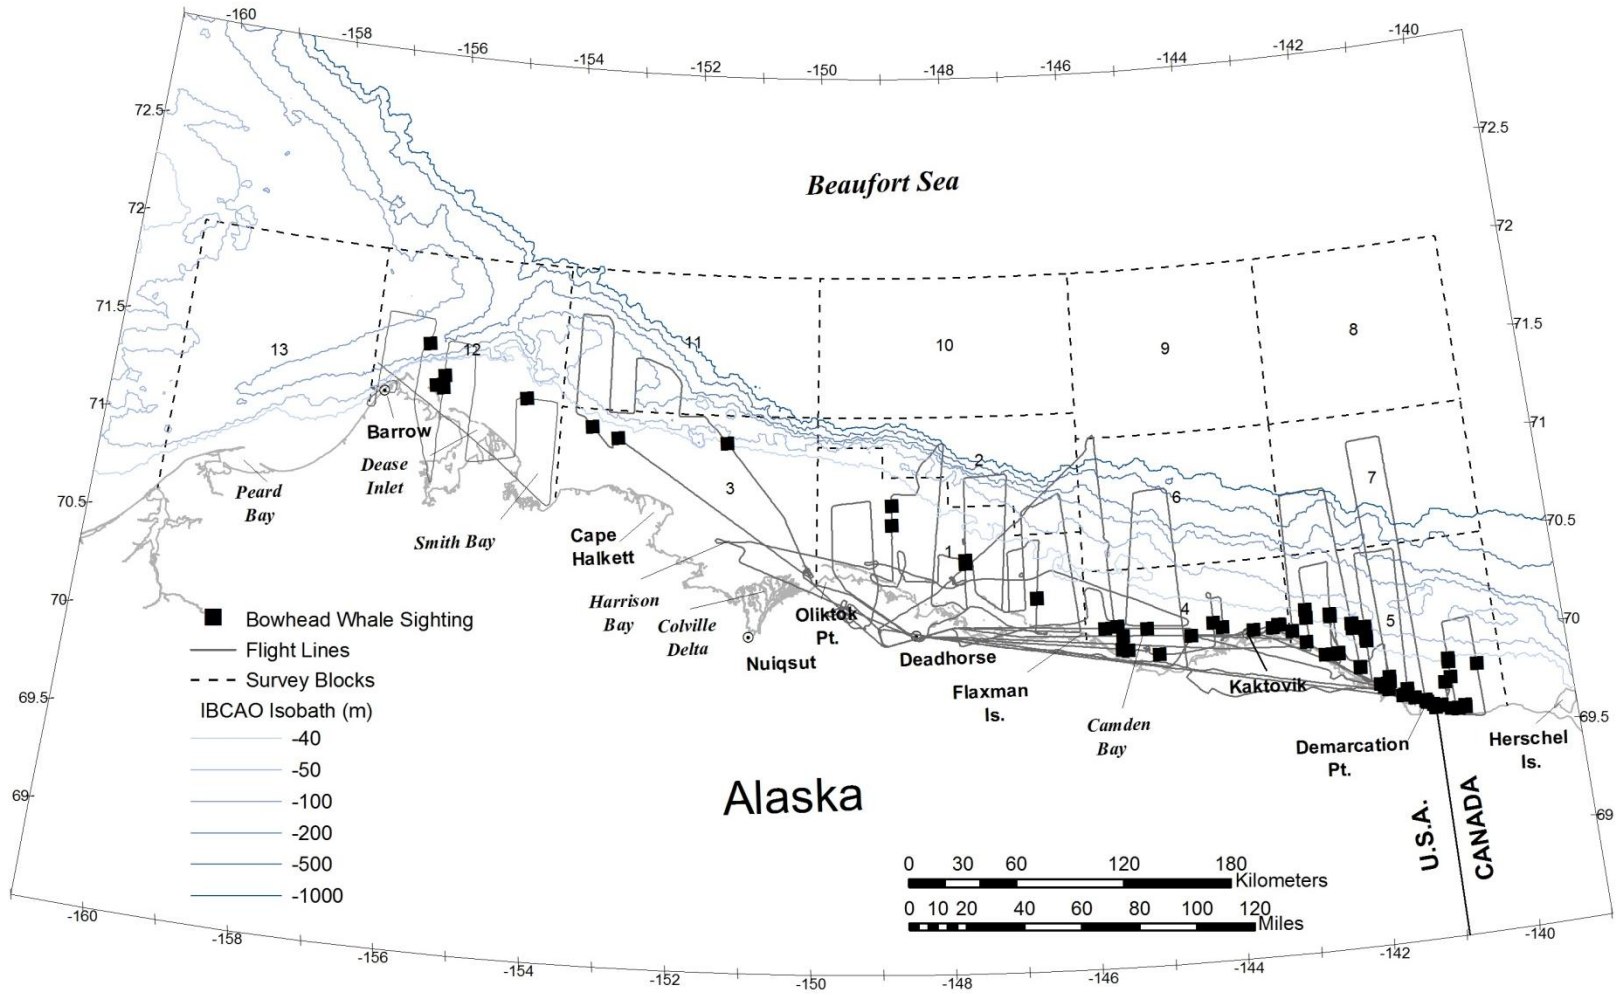 -160
-158
-156
-154
-152
-150
-148
-146
-144
-142
-140
72.5
72.5
Beaufort Sea
72
72
71.5
71.5
13
12
11
10
9
8
71
71
Barrow
Dease
Inlet
Peard
Bay
Smith Bay
3
2
6
7
70.5
70.5
Cape
Halkett
1
Harrison
Bay
Colville
Delta
Oliktok
Pt.
4
5
70
70
Bowhead Whale Sighting
Flight Lines
Survey Blocks
IBCAO Isobath (m)
-40
-50
-100
-200
-500
-1000
Nuiqsut
Deadhorse
Flaxman
Is.
Kaktovik
Camden
Bay
Demarcation
Pt.
Herschel
Is.
69.5
69.5
Alaska
69
69
U.S.A.
CANADA
0 30 60 120 180
Kilometers
0 10 20 40 60 80 100 120
Miles
-160
-158
-156
-154
-152
-150
-148
-146
-144
-142
-140